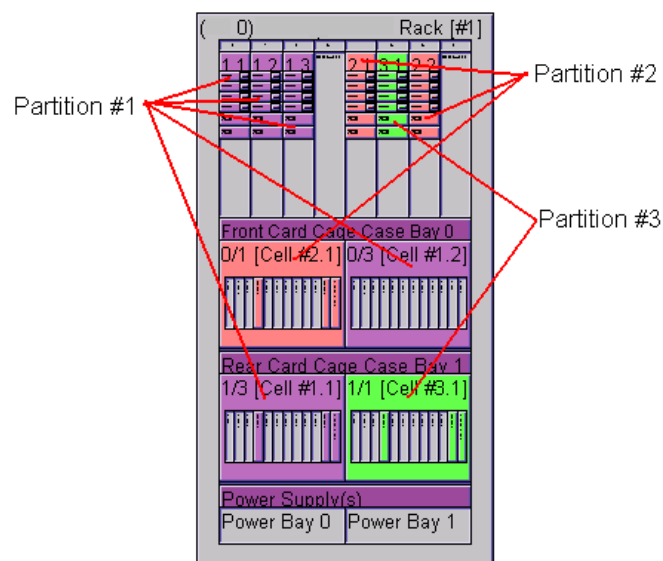 ( 0) Rack [#1]
1.1 1.2 1.3 2.1 3.1 2.2
Partition #2
Partition #1
Partition #3
Front Card Cage Case Bay 0
0/1 [Cell #2.1] 0/3 [Cell #1.2]
Rear Card Cage Case Bay 1
1/3 [Cell #1.1] 1/1 [Cell #3.1]
Power Supply(s)
Power Bay 0 Power Bay 1